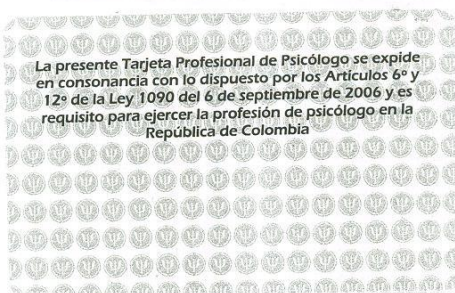 La presente Tarjeta Profesional de Psicólogo se expide
en consonancia con lo dispuesto por los Artículos 6º y
12º de la Ley 1090 del 6 de septiembre de 2006 y es
requisito para ejercer la profesión de psicólogo en la
República de Colombia